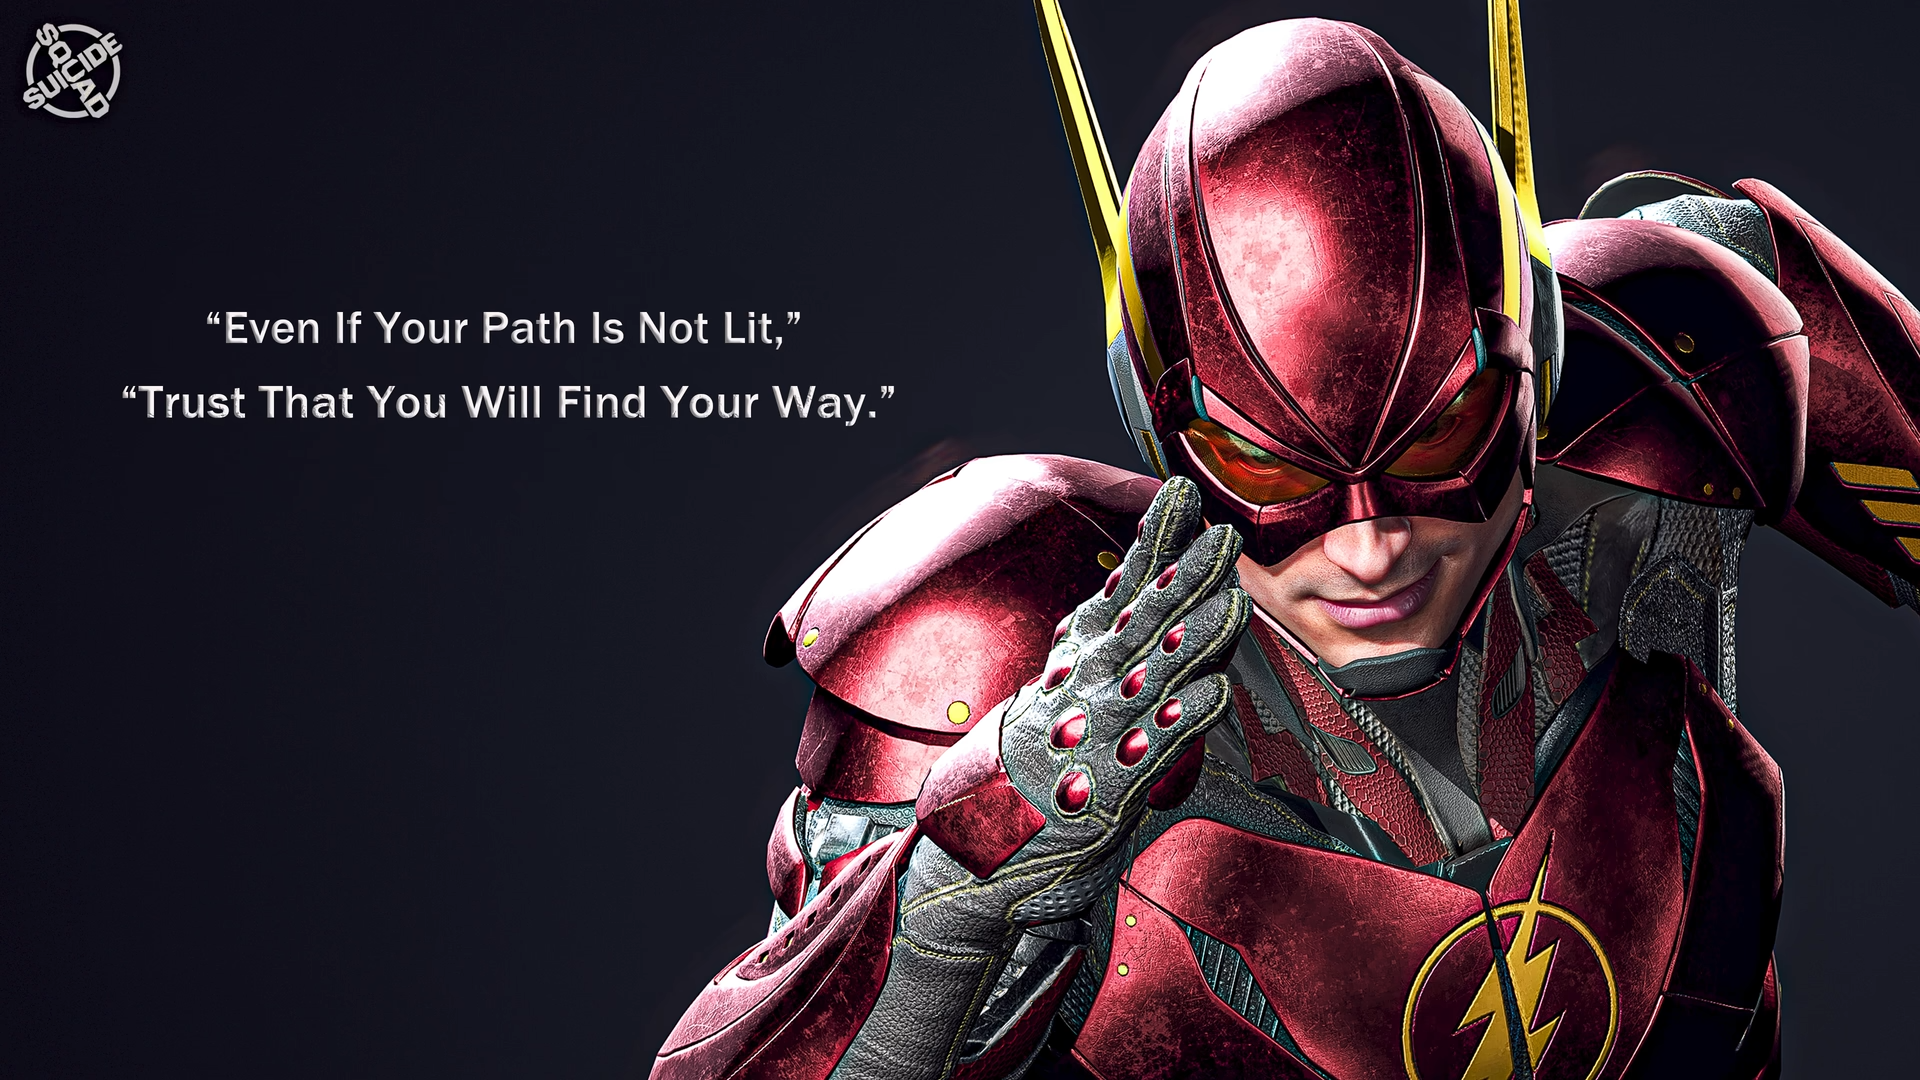 SUICIDE
SQUAD
“Even If Your Path Is Not Lit,”
“Trust That You Will Find Your Way.”